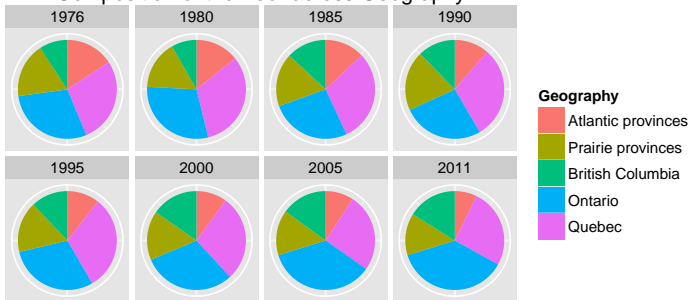 1976 1980 1985 1990
1995 2000 2005 2011
Geography
Atlantic provinces
Prairie provinces
British Columbia
Ontario
Quebec